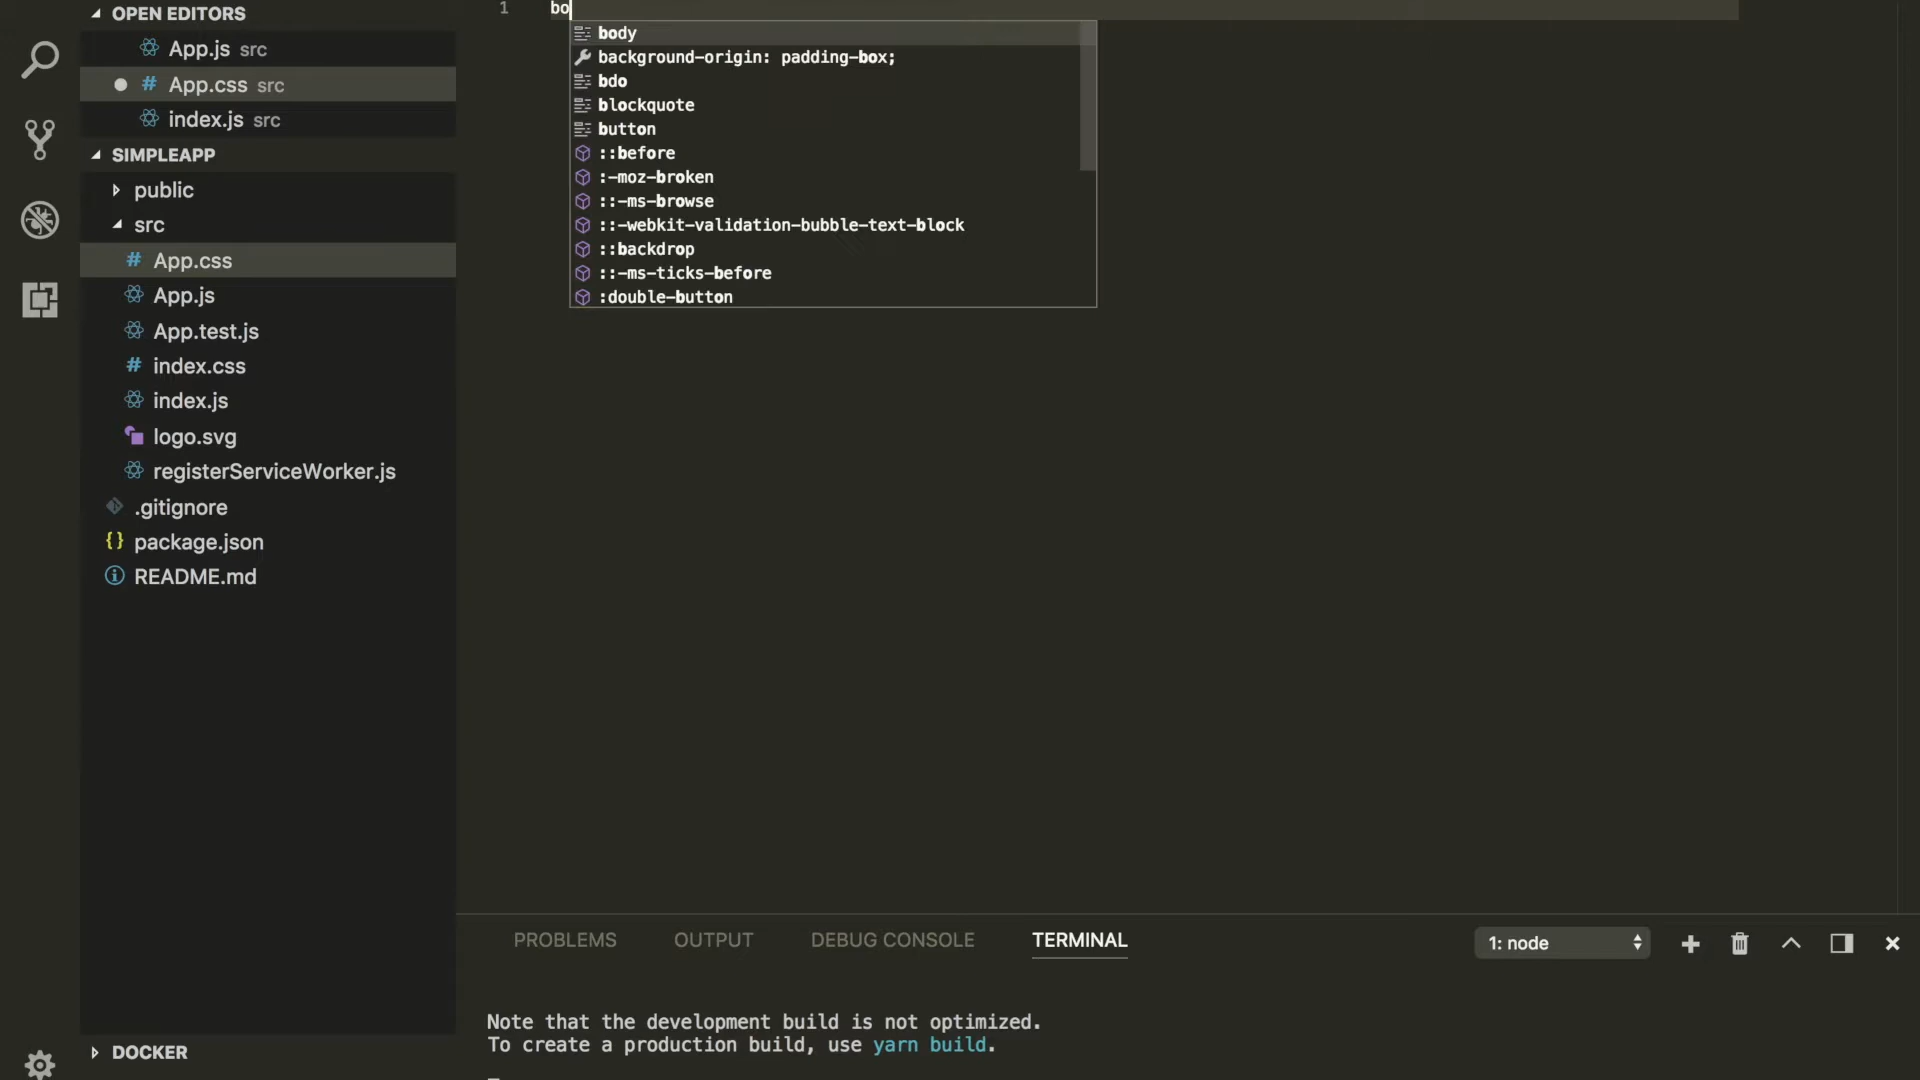 OPEN EDITORS
App.js src
# App.css src
index.js src
SIMPLEAPP
public
src
# App.css
App.js
App.test.js
# index.css
index.js
logo.svg
registerServiceWorker.js
.gitignore
{} package.json
README.md
DOCKER
1 bo
body
background-origin: padding-box;
bdo
blockquote
button
::before
:-moz-broken
::-ms-browse
::-webkit-validation-bubble-text-block
::backdrop
::-ms-ticks-before
:double-button
PROBLEMS OUTPUT DEBUG CONSOLE TERMINAL 1: node
Note that the development build is not optimized.
To create a production build, use yarn build.